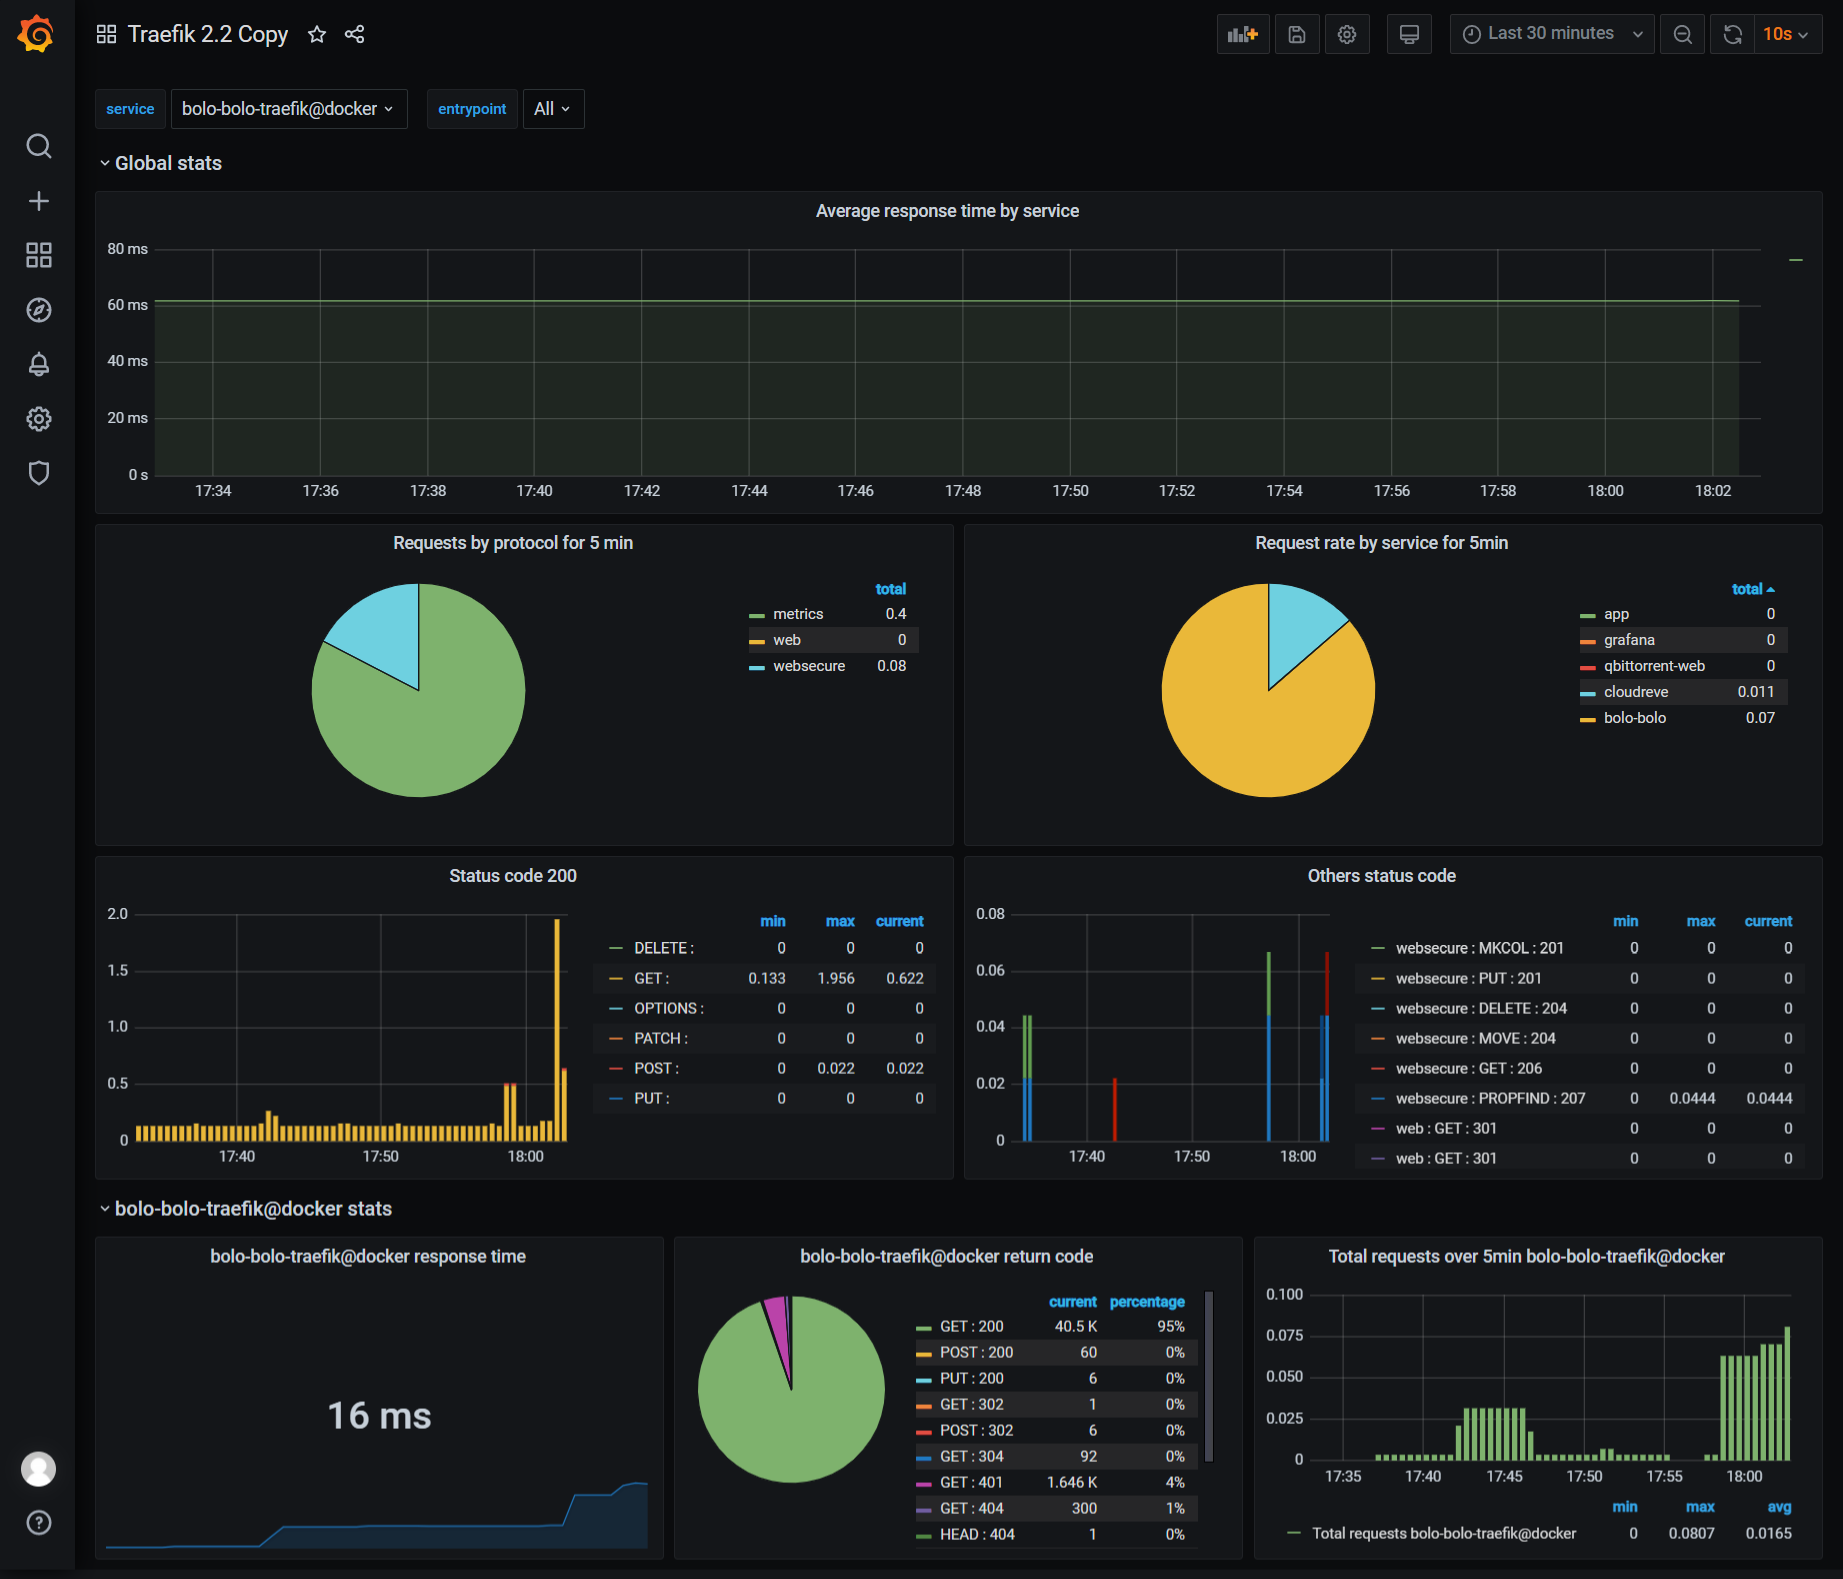 Traefik 2.2 Copy
Last 30 minutes
10s
service bolo-bolo-traefik@docker entrypoint All
Global stats
Average response time by service
80 ms
60 ms
40 ms
20 ms
0 s
17:34 17:36 17:38 17:40 17:42 17:44 17:46 17:48 17:50 17:52 17:54 17:56 17:58 18:00 18:02
Requests by protocol for 5 min
total
metrics 0.4
web 0
websecure 0.08
Request rate by service for 5min
total
app 0
grafana 0
qbittorrent-web 0
cloudreve 0.011
bolo-bolo 0.07
Status code 200
2.0
1.5
1.0
0.5
0
17:40 17:50 18:00
min max current
DELETE : 0 0 0
GET : 0.133 1.956 0.622
OPTIONS : 0 0 0
PATCH : 0 0 0
POST : 0 0.022 0.022
PUT : 0 0 0
Others status code
0.08
0.06
0.04
0.02
0
17:40 17:50 18:00
min max current
websecure : MKCOL : 201 0 0 0
websecure : PUT : 201 0 0 0
websecure : DELETE : 204 0 0 0
websecure : MOVE : 204 0 0 0
websecure : GET : 206 0 0 0
websecure : PROPFIND : 207 0 0.0444 0.0444
web : GET : 301 0 0 0
web : GET : 301 0 0 0
bolo-bolo-traefik@docker stats
bolo-bolo-traefik@docker response time
16 ms
bolo-bolo-traefik@docker return code
current percentage
GET : 200 40.5 K 95%
POST : 200 60 0%
PUT : 200 6 0%
GET : 302 1 0%
POST : 302 6 0%
GET : 304 92 0%
GET : 401 1.646 K 4%
GET : 404 300 1%
HEAD : 404 1 0%
Total requests over 5min bolo-bolo-traefik@docker
0.100
0.075
0.050
0.025
0
17:35 17:40 17:45 17:50 17:55 18:00
min max avg
Total requests bolo-bolo-traefik@docker 0 0.0807 0.0165